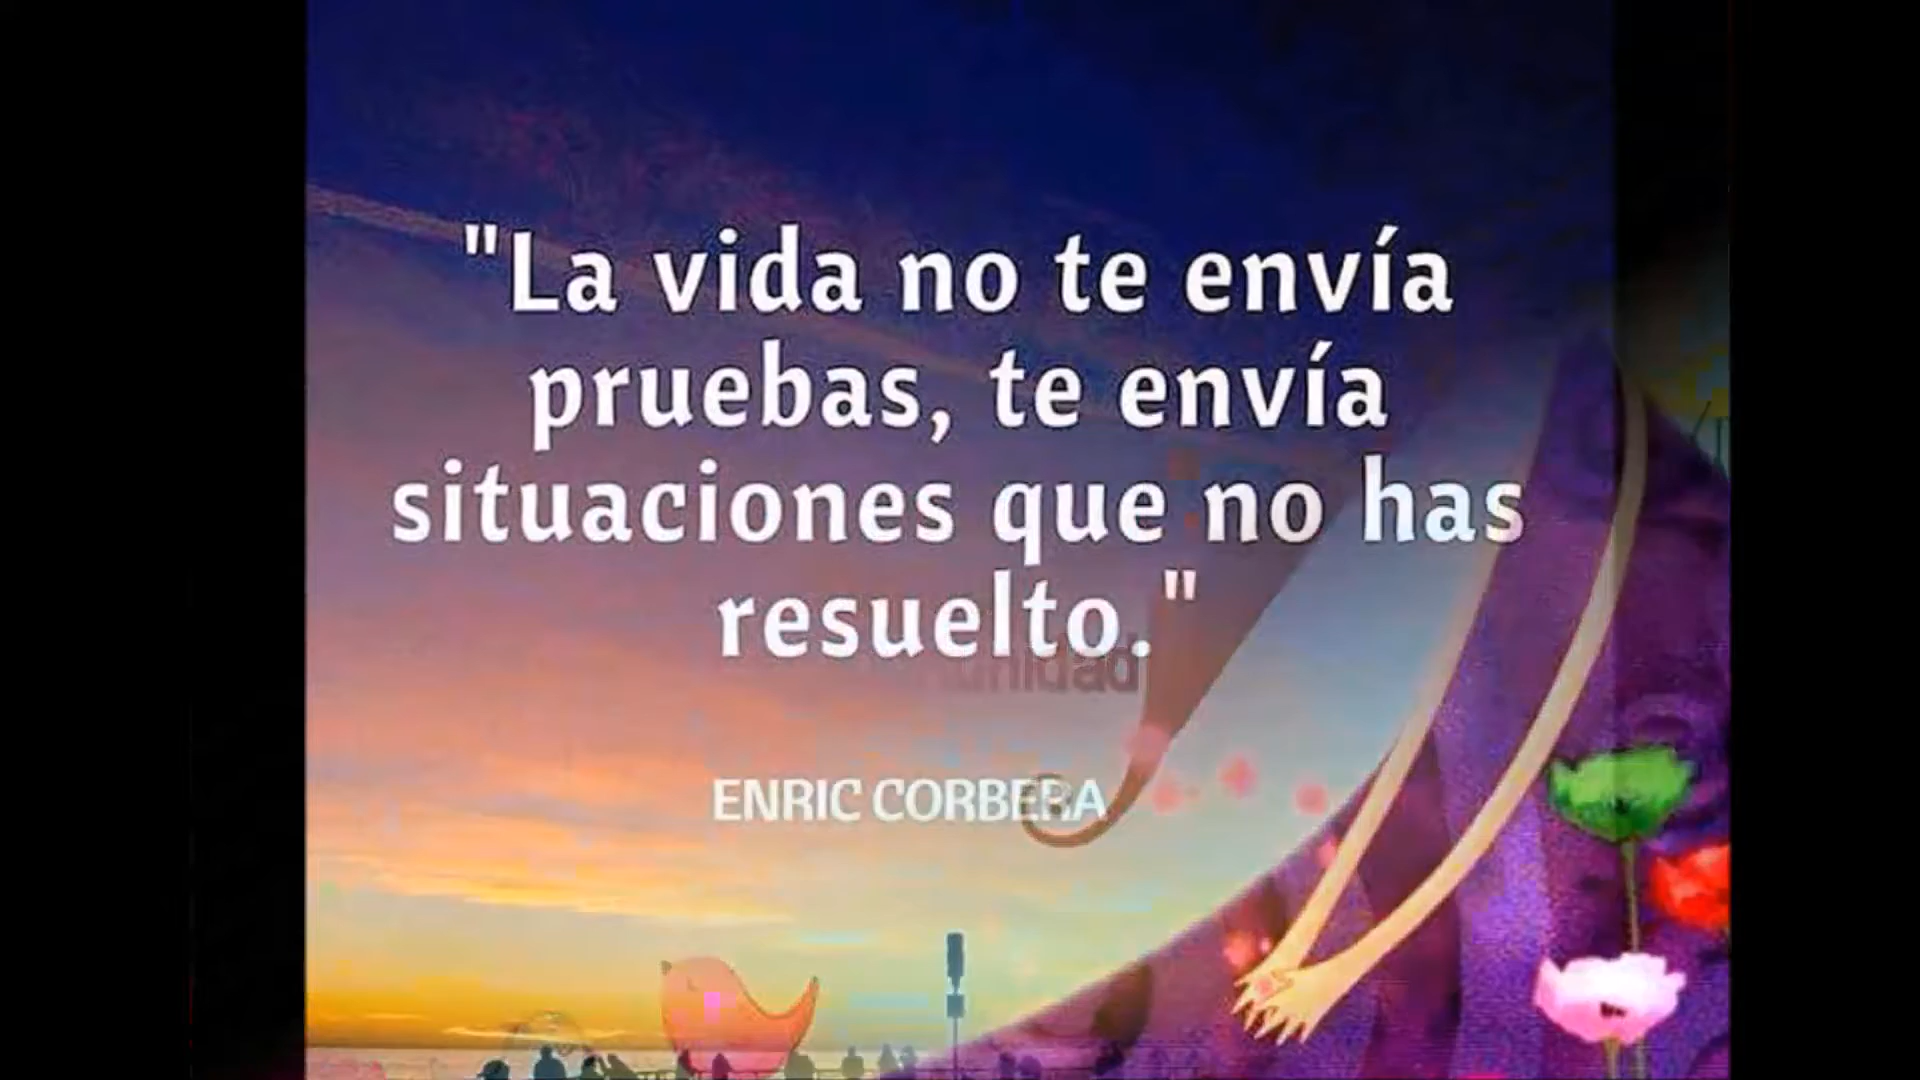 "La vida no te envía
pruebas, te envía
situaciones que no has
resuelto."
ENRIC CORBERA